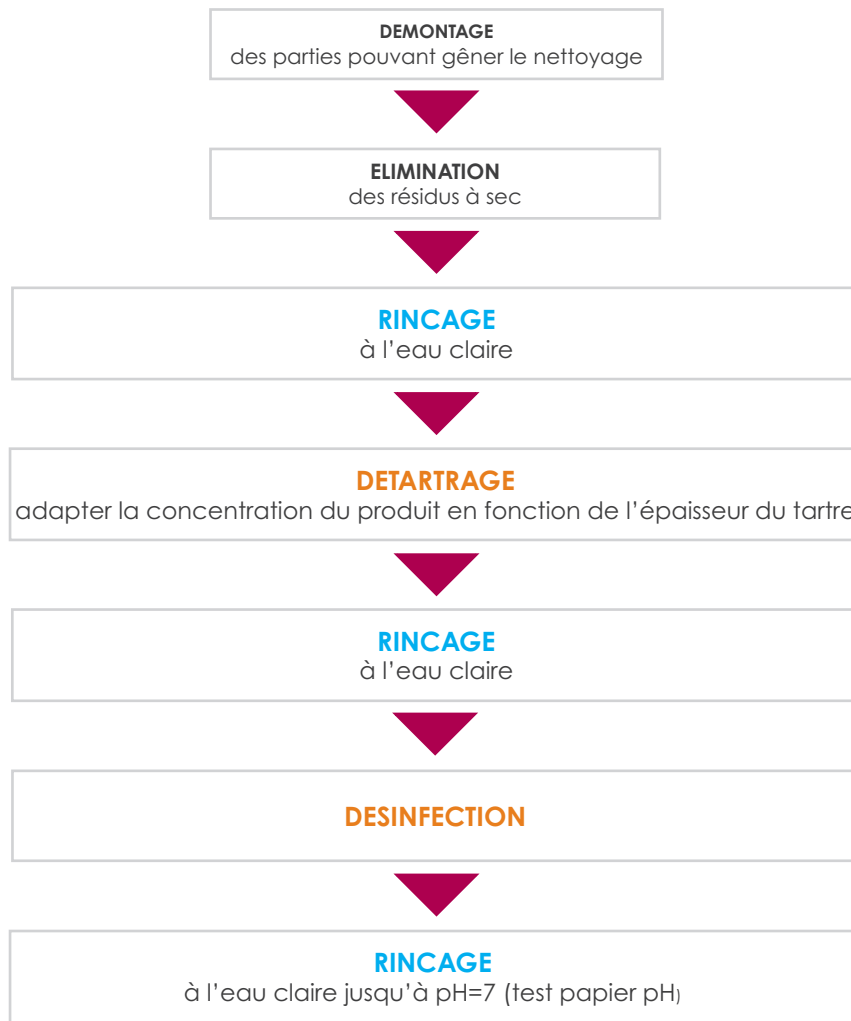 DEMONTAGE
des parties pouvant gêner le nettoyage
ELIMINATION
des résidus à sec
RINCAGE
à l’eau claire
DETARTRAGE
adapter la concentration du produit en fonction de l’épaisseur du tartre
RINCAGE
à l’eau claire
DESINFECTION
RINCAGE
à l’eau claire jusqu’à pH=7 (test papier pH)